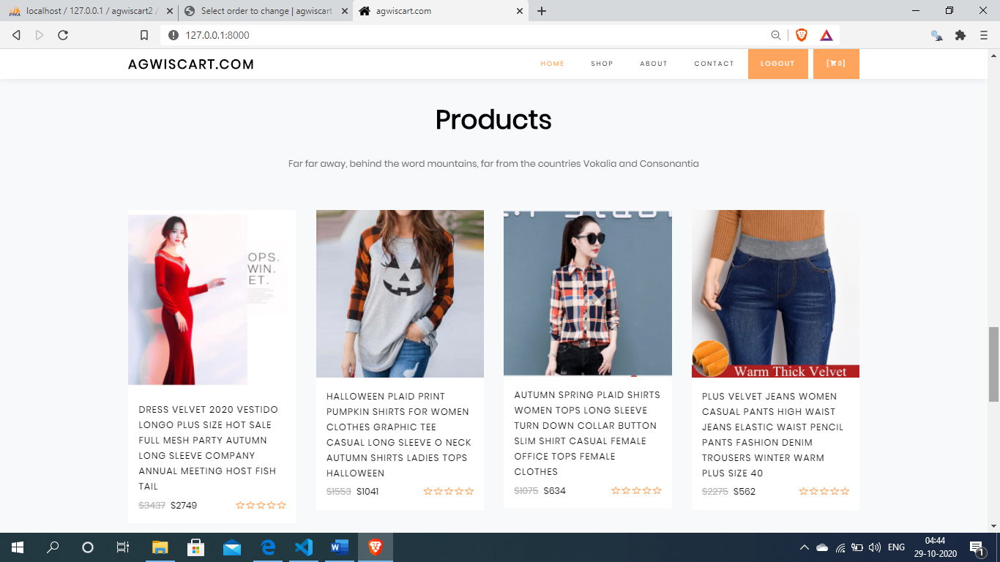 localhost / 127.0.0.1 / agwiscart2 /
Select order to change | agwiscart
agwiscart.com
127.0.0.1:8000
AGWISCART.COM
HOME
SHOP
ABOUT
CONTACT
LOGOUT
[0]
Products
Far far away, behind the word mountains, far from the countries Vokalia and Consonantia
OPS.
WIN.
ET.
DRESS VELVET 2020 VESTIDO
LONGO PLUS SIZE HOT SALE
FULL MESH PARTY AUTUMN
LONG SLEEVE COMPANY
ANNUAL MEETING HOST FISH
TAIL
$3437 $2749
HALLOWEEN PLAID PRINT
PUMPKIN SHIRTS FOR WOMEN
CLOTHES GRAPHIC TEE
CASUAL LONG SLEEVE O NECK
AUTUMN SHIRTS LADIES TOPS
HALLOWEEN
$1553 $1041
AUTUMN SPRING PLAID SHIRTS
WOMEN TOPS LONG SLEEVE
TURN DOWN COLLAR BUTTON
SLIM SHIRT CASUAL FEMALE
OFFICE TOPS FEMALE
CLOTHES
$1075 $634
Warm Thick Velvet
PLUS VELVET JEANS WOMEN
CASUAL PANTS HIGH WAIST
JEANS ELASTIC WAIST PENCIL
PANTS FASHION DENIM
TROUSERS WINTER WARM
PLUS SIZE 40
$2275 $562
ENG
04:44
29-10-2020
1